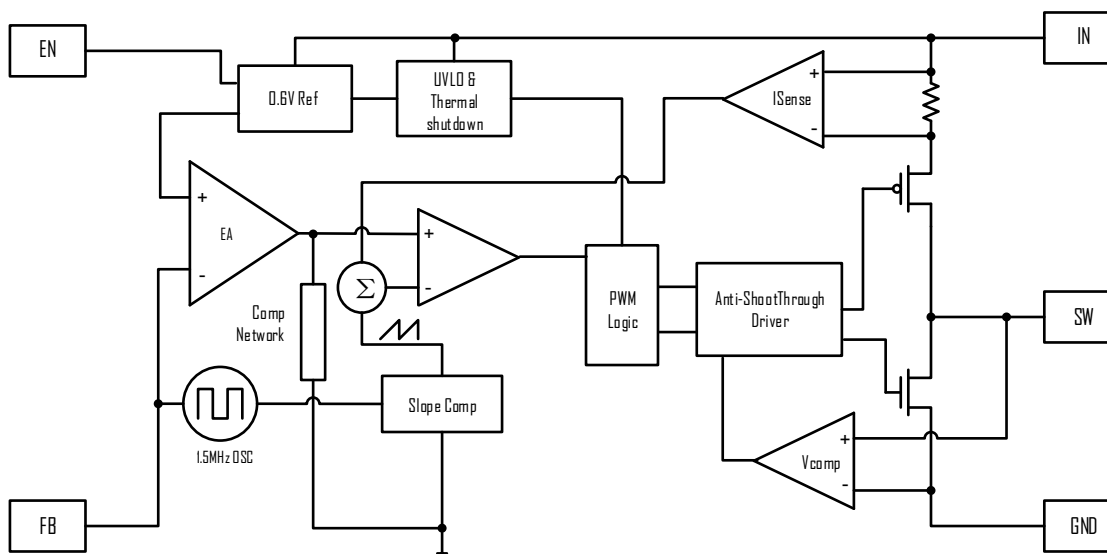 EN
IN
0.6V Ref
UVLO &
Thermal
shutdown
+
ISense
-
+
EA
-
+
-
Σ
Comp
Network
PWM
Logic
Anti-ShootThrough
Driver
SW
Slope Comp
1.5MHz OSC
+
Vcomp
-
FB
GND